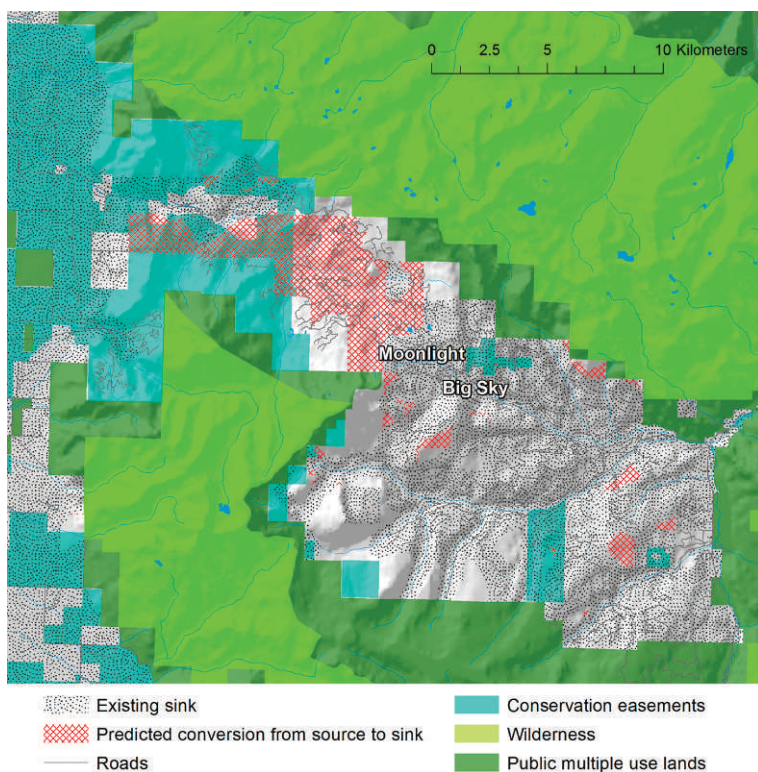 0 2.5 5 10 Kilometers
Moonlight
Big Sky
Existing sink
Predicted conversion from source to sink
Roads
Conservation easements
Wilderness
Public multiple use lands